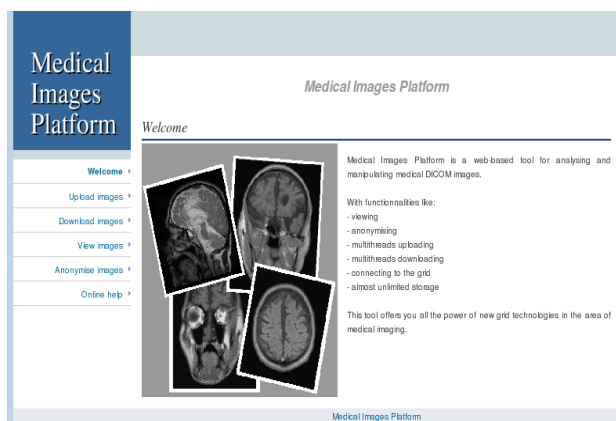 Medical
Images
Platform
Medical Images Platform
Welcome
Welcome
Upload images
Download images
View images
Anonymise images
Online help
Medical Images Platform is a web-based tool for analysing and
manipulating medical DICOM images.
With functionnalities like:
- viewing
- anonymising
- multithreads uploading
- multithreads downloading
- connecting to the grid
- almost unlimited storage
This tool offers you all the power of new grid technologies in the area of
medical imaging.
Medical Images Platform